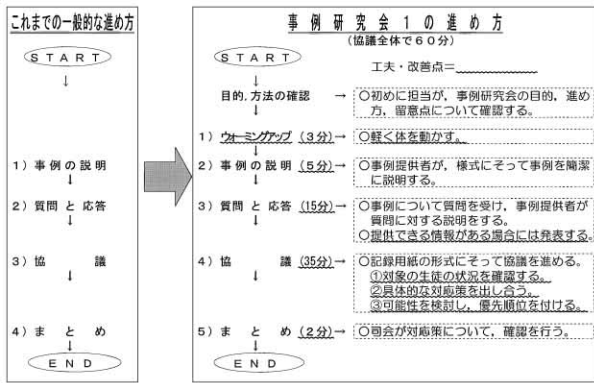 これまでの一般的な進め方
START
↓
1）事例の説明
↓
2）質問と応答
↓
3）協　　議
↓
4）まとめ
↓
END
事例研究会1の進め方
（協議全体で60分）
START
工夫・改善点＝
↓
目的，方法の確認 → ○初めに担当が，事例研究会の目的，進め
方，留意点について確認する。
↓
1）ウォーミングアップ（3分）→ ○軽く体を動かす。
2）事例の説明（5分）→ ○事例提供者が，様式にそって事例を簡潔
に説明する。
↓
3）質問と応答（15分）→ ○事例について質問を受け，事例提供者が
質問に対する説明をする。
↓
○提供できる情報がある場合には発表する。
4）協　　議（35分）→ ○記録用紙の形式にそって協議を進める。
①対象の生徒の状況を確認する。
↓
②具体的な対応策を出し合う。
③可能性を検討し，優先順位を付ける。
5）まとめ（2分）→ ○司会が対応策について，確認を行う。
↓
END